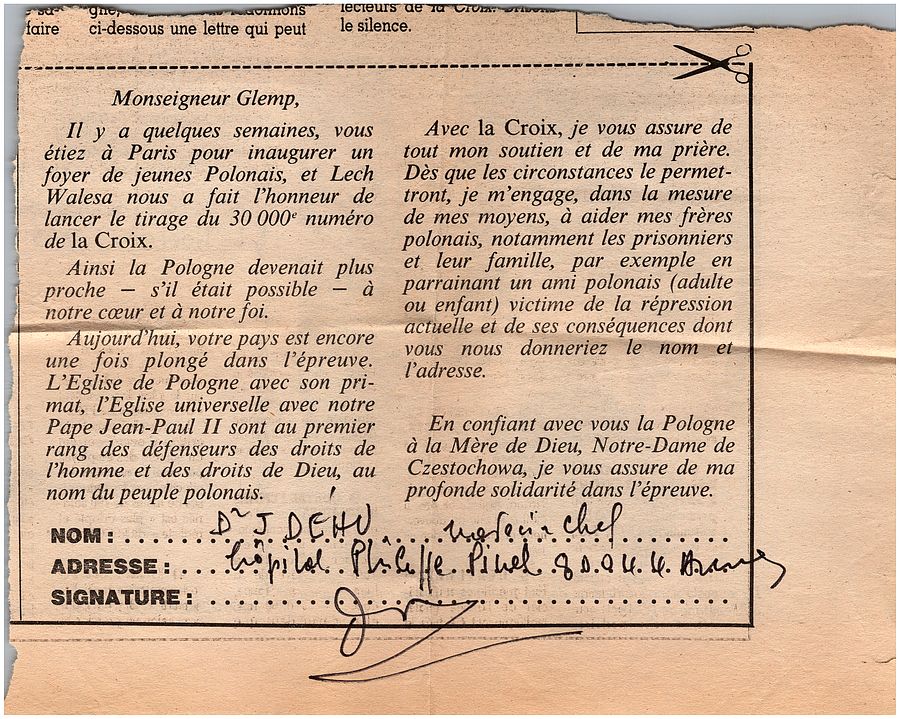 faire
ci-dessous une lettre qui peut
le silence.
Monseigneur Glemp,
Il y a quelques semaines, vous
étiez à Paris pour inaugurer un
foyer de jeunes Polonais, et Lech
Walesa nous a fait l'honneur de
lancer le tirage du 30 000e numéro
de la Croix.
Ainsi la Pologne devenait plus
proche — s'il était possible — à
notre cœur et à notre foi.
Aujourd'hui, votre pays est encore
une fois plongé dans l'épreuve.
L'Eglise de Pologne avec son pri-
mat, l'Eglise universelle avec notre
Pape Jean-Paul II sont au premier
rang des défenseurs des droits de
l'homme et des droits de Dieu, au
nom du peuple polonais.
Avec la Croix, je vous assure de
tout mon soutien et de ma prière.
Dès que les circonstances le permet-
tront, je m'engage, dans la mesure
de mes moyens, à aider mes frères
polonais, notamment les prisonniers
et leur famille, par exemple en
parrainant un ami polonais (adulte
ou enfant) victime de la répression
actuelle et de ses conséquences dont
vous nous donneriez le nom et
l'adresse.
En confiant avec vous la Pologne
à la Mère de Dieu, Notre-Dame de
Czestochowa, je vous assure de ma
profonde solidarité dans l'épreuve.
NOM : Dr J DÉHU médecin chef
ADRESSE : hôpital Philippe Pinel 80.044
SIGNATURE :